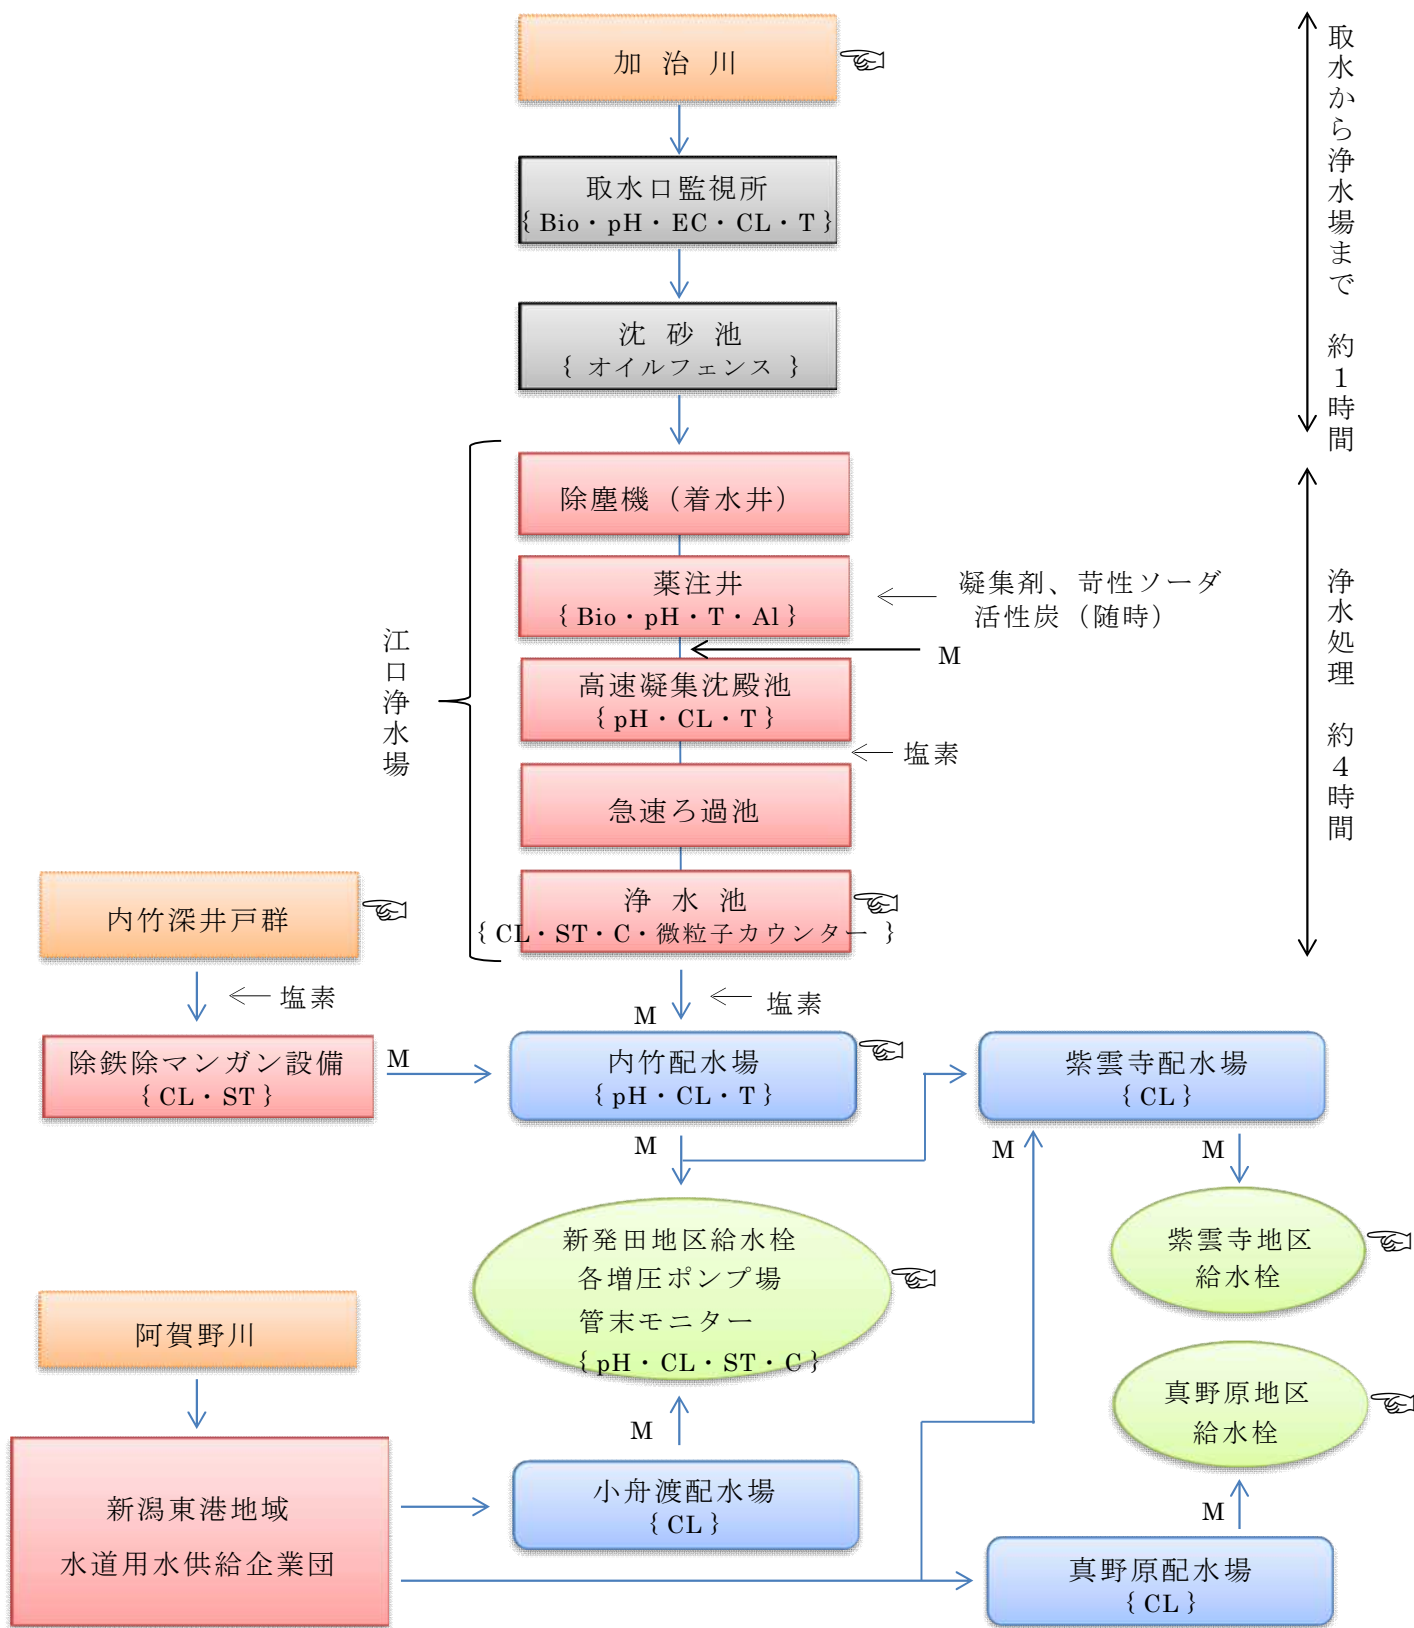 加 治 川
取水口監視所
{ Bio・pH・EC・CL・T }
沈 砂 池
{ オイルフェンス }
取水から浄水場まで 約1時間
除塵機（着水井）
薬注井
{ Bio・pH・T・Al }
凝集剤、苛性ソーダ
活性炭（随時）
M
高速凝集沈殿池
{ pH・CL・T }
塩素
急速ろ過池
浄 水 池
{ CL・ST・C・微粒子カウンター }
江口浄水場
浄水処理 約4時間
内竹深井戸群
塩素
除鉄除マンガン設備
{ CL・ST }
M
塩素
M
内竹配水場
{ pH・CL・T }
M
紫雲寺配水場
{ CL }
M
M
新発田地区給水栓
各増圧ポンプ場
管末モニター
{ pH・CL・ST・C }
紫雲寺地区
給水栓
阿賀野川
真野原地区
給水栓
M
新潟東港地域
水道用水供給企業団
小舟渡配水場
{ CL }
M
真野原配水場
{ CL }